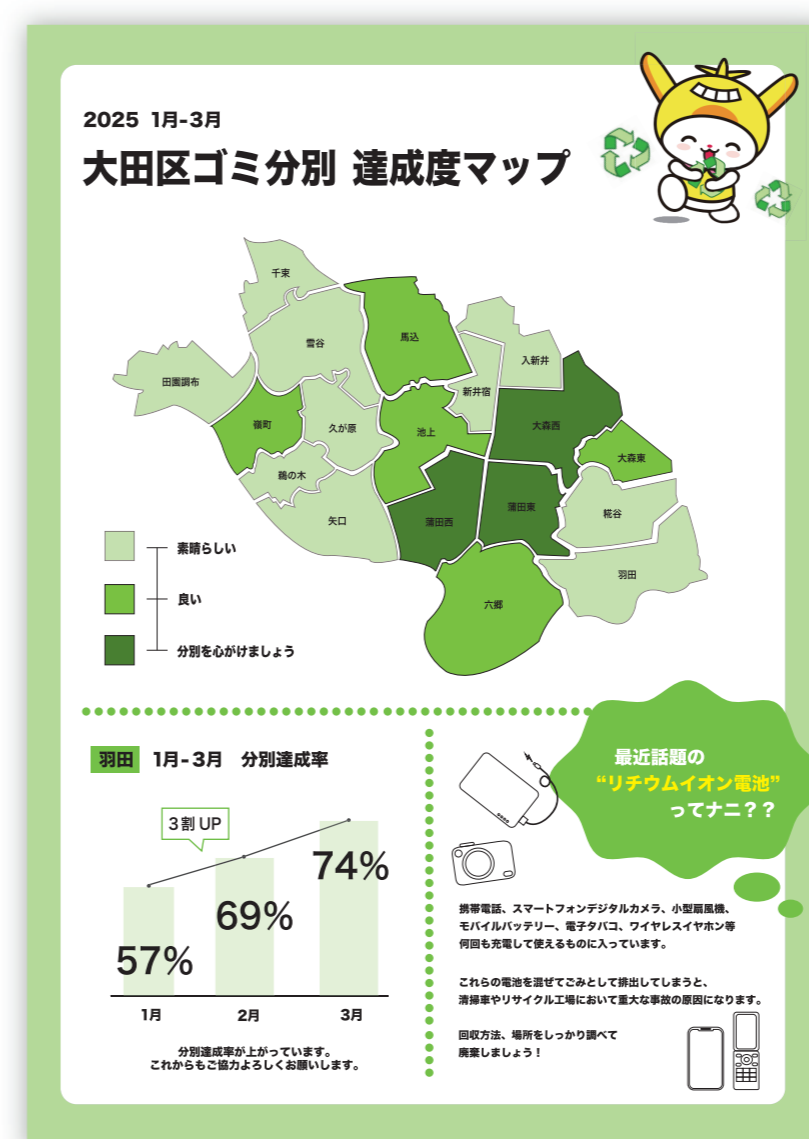 2025 1月-3月
大田区ゴミ分別 達成度マップ
千束
雪谷
馬込
入新井
田園調布
新井宿
嶺町
久が原
池上
大森西
大森東
鵜の木
矢口
蒲田西
蒲田東
糀谷
羽田
六郷
素晴らしい
良い
分別を心がけましょう
羽田 1月-3月 分別達成率
3割UP
57%
69%
74%
1月 2月 3月
分別達成率が上がっています。
これからもご協力よろしくお願いします。
最近話題の
“リチウムイオン電池”
ってナニ??
携帯電話、スマートフォンデジタルカメラ、小型扇風機、
モバイルバッテリー、電子タバコ、ワイヤレスイヤホン等
何回も充電して使えるものに入っています。
これらの電池を混ぜてごみとして排出してしまうと、
清掃車やリサイクル工場において重大な事故の原因になります。
回収方法、場所をしっかり調べて
廃棄しましょう!